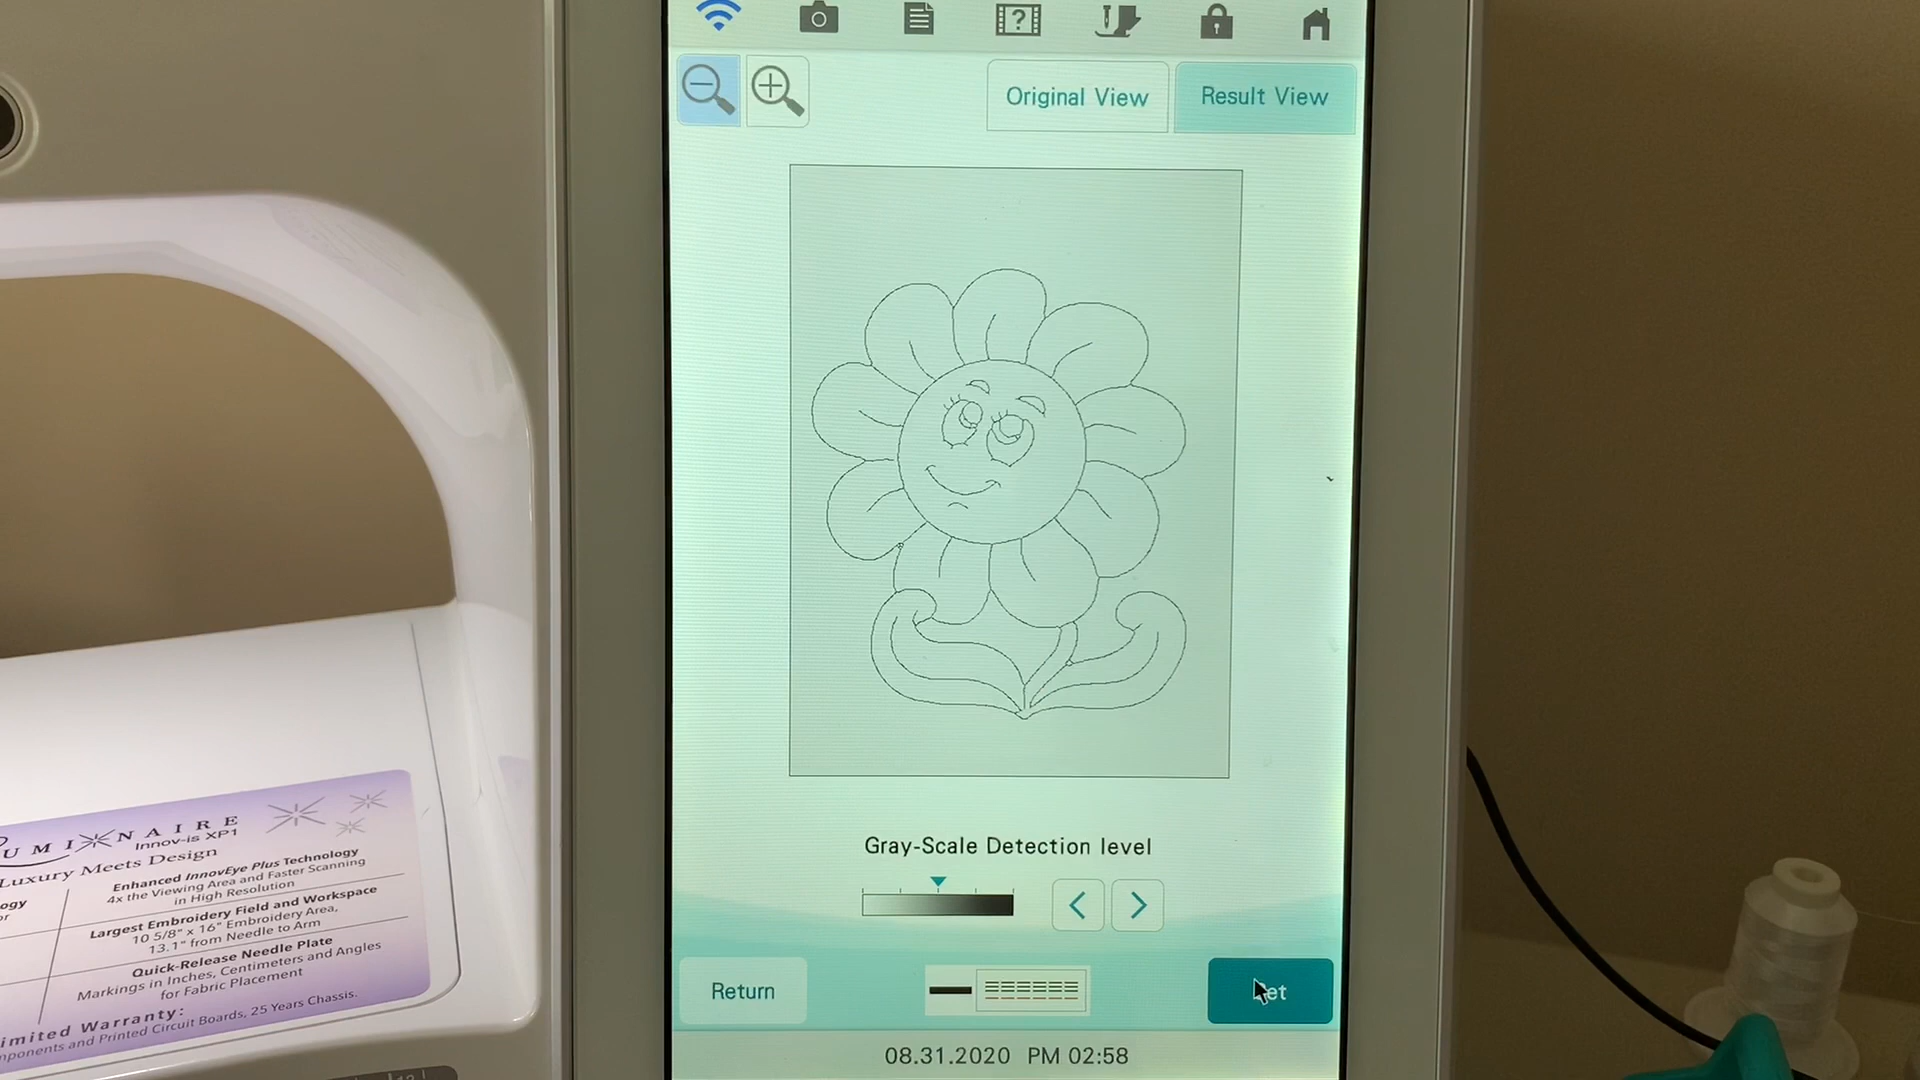 ?
Original View
Result View
Gray-Scale Detection level
Return
Set
08.31.2020 PM 02:58
UMINAIRE
Innov-is XP1
Luxury Meets Design
Enhanced InnovEye Plus Technology
4x the Viewing Area and Faster Scanning
in High Resolution
Largest Embroidery Field and Workspace
10 5/8" x 16" Embroidery Area,
13.1" from Needle to Arm
Quick-Release Needle Plate
Markings in Inches, Centimeters and Angles
for Fabric Placement
imited Warranty:
mponents and Printed Circuit Boards, 25 Years Chassis.